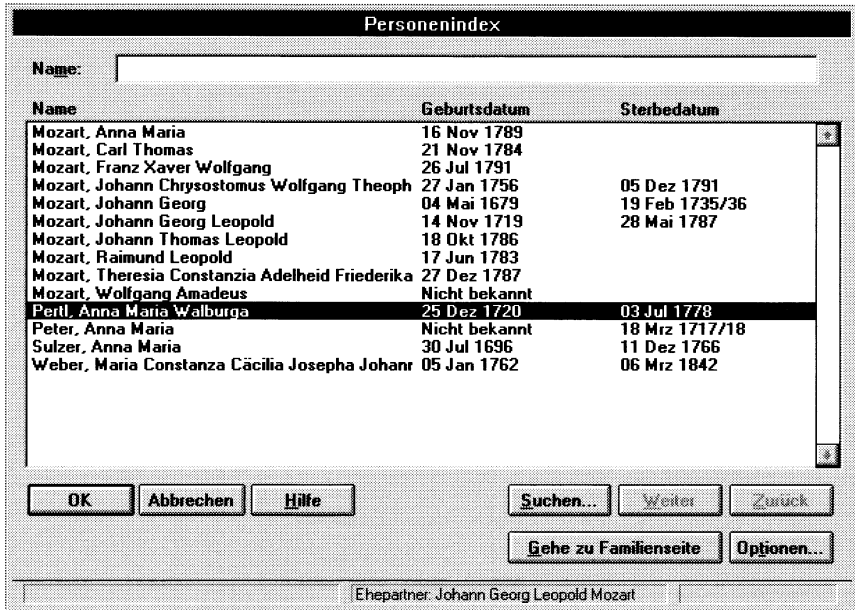 Personenindex
Name:
Name Geburtsdatum Sterbedatum
Mozart, Anna Maria 16 Nov 1789
Mozart, Carl Thomas 21 Nov 1784
Mozart, Franz Xaver Wolfgang 26 Jul 1791
Mozart, Johann Chrysostomus Wolfgang Theoph 27 Jan 1756 05 Dez 1791
Mozart, Johann Georg 04 Mai 1679 19 Feb 1735/36
Mozart, Johann Georg Leopold 14 Nov 1719 28 Mai 1787
Mozart, Johann Thomas Leopold 18 Okt 1786
Mozart, Raimund Leopold 17 Jun 1783
Mozart, Theresia Constanzia Adelheid Friederika 27 Dez 1787
Mozart, Wolfgang Amadeus Nicht bekannt
Pertl, Anna Maria Walburga 25 Dez 1720 03 Jul 1778
Peter, Anna Maria Nicht bekannt 18 Mrz 1717/18
Sulzer, Anna Maria 30 Jul 1696 11 Dez 1766
Weber, Maria Constanza Cäcilia Josepha Johanr 05 Jan 1762 06 Mrz 1842
OK Abbrechen Hilfe Suchen... Weiter Zurück
Gehe zu Familienseite Optionen...
Ehepartner: Johann Georg Leopold Mozart